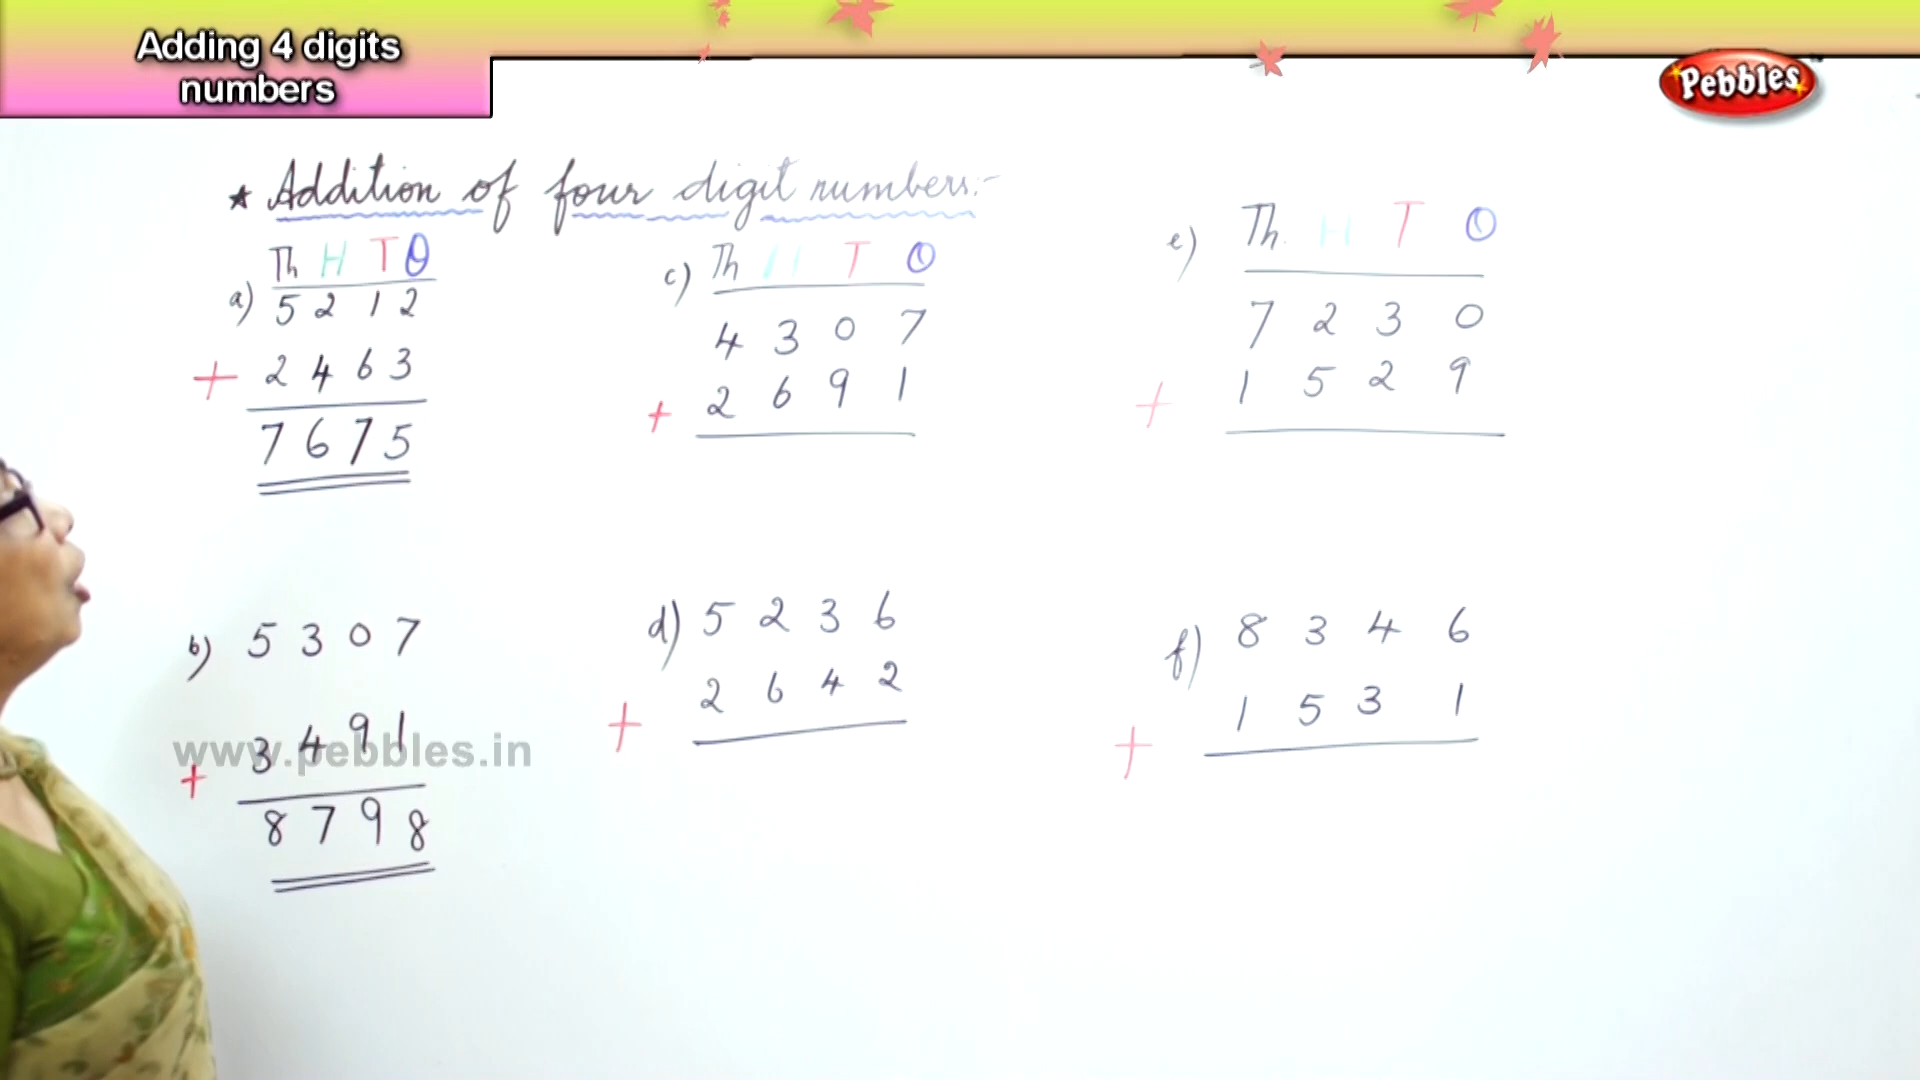 Adding 4 digits
numbers
Pebbles
★ Addition of four digit numbers:-
Th H T O
a) 5 2 1 2
+ 2 4 6 3
7 6 7 5
b) 5 3 0 7
+ 3 4 9 1
8 7 9 8
c) Th H T O
4 3 0 7
+ 2 6 9 1
d) 5 2 3 6
+ 2 6 4 2
e) Th H T O
7 2 3 0
+ 1 5 2 9
f) 8 3 4 6
+ 1 5 3 1
www.pebbles.in